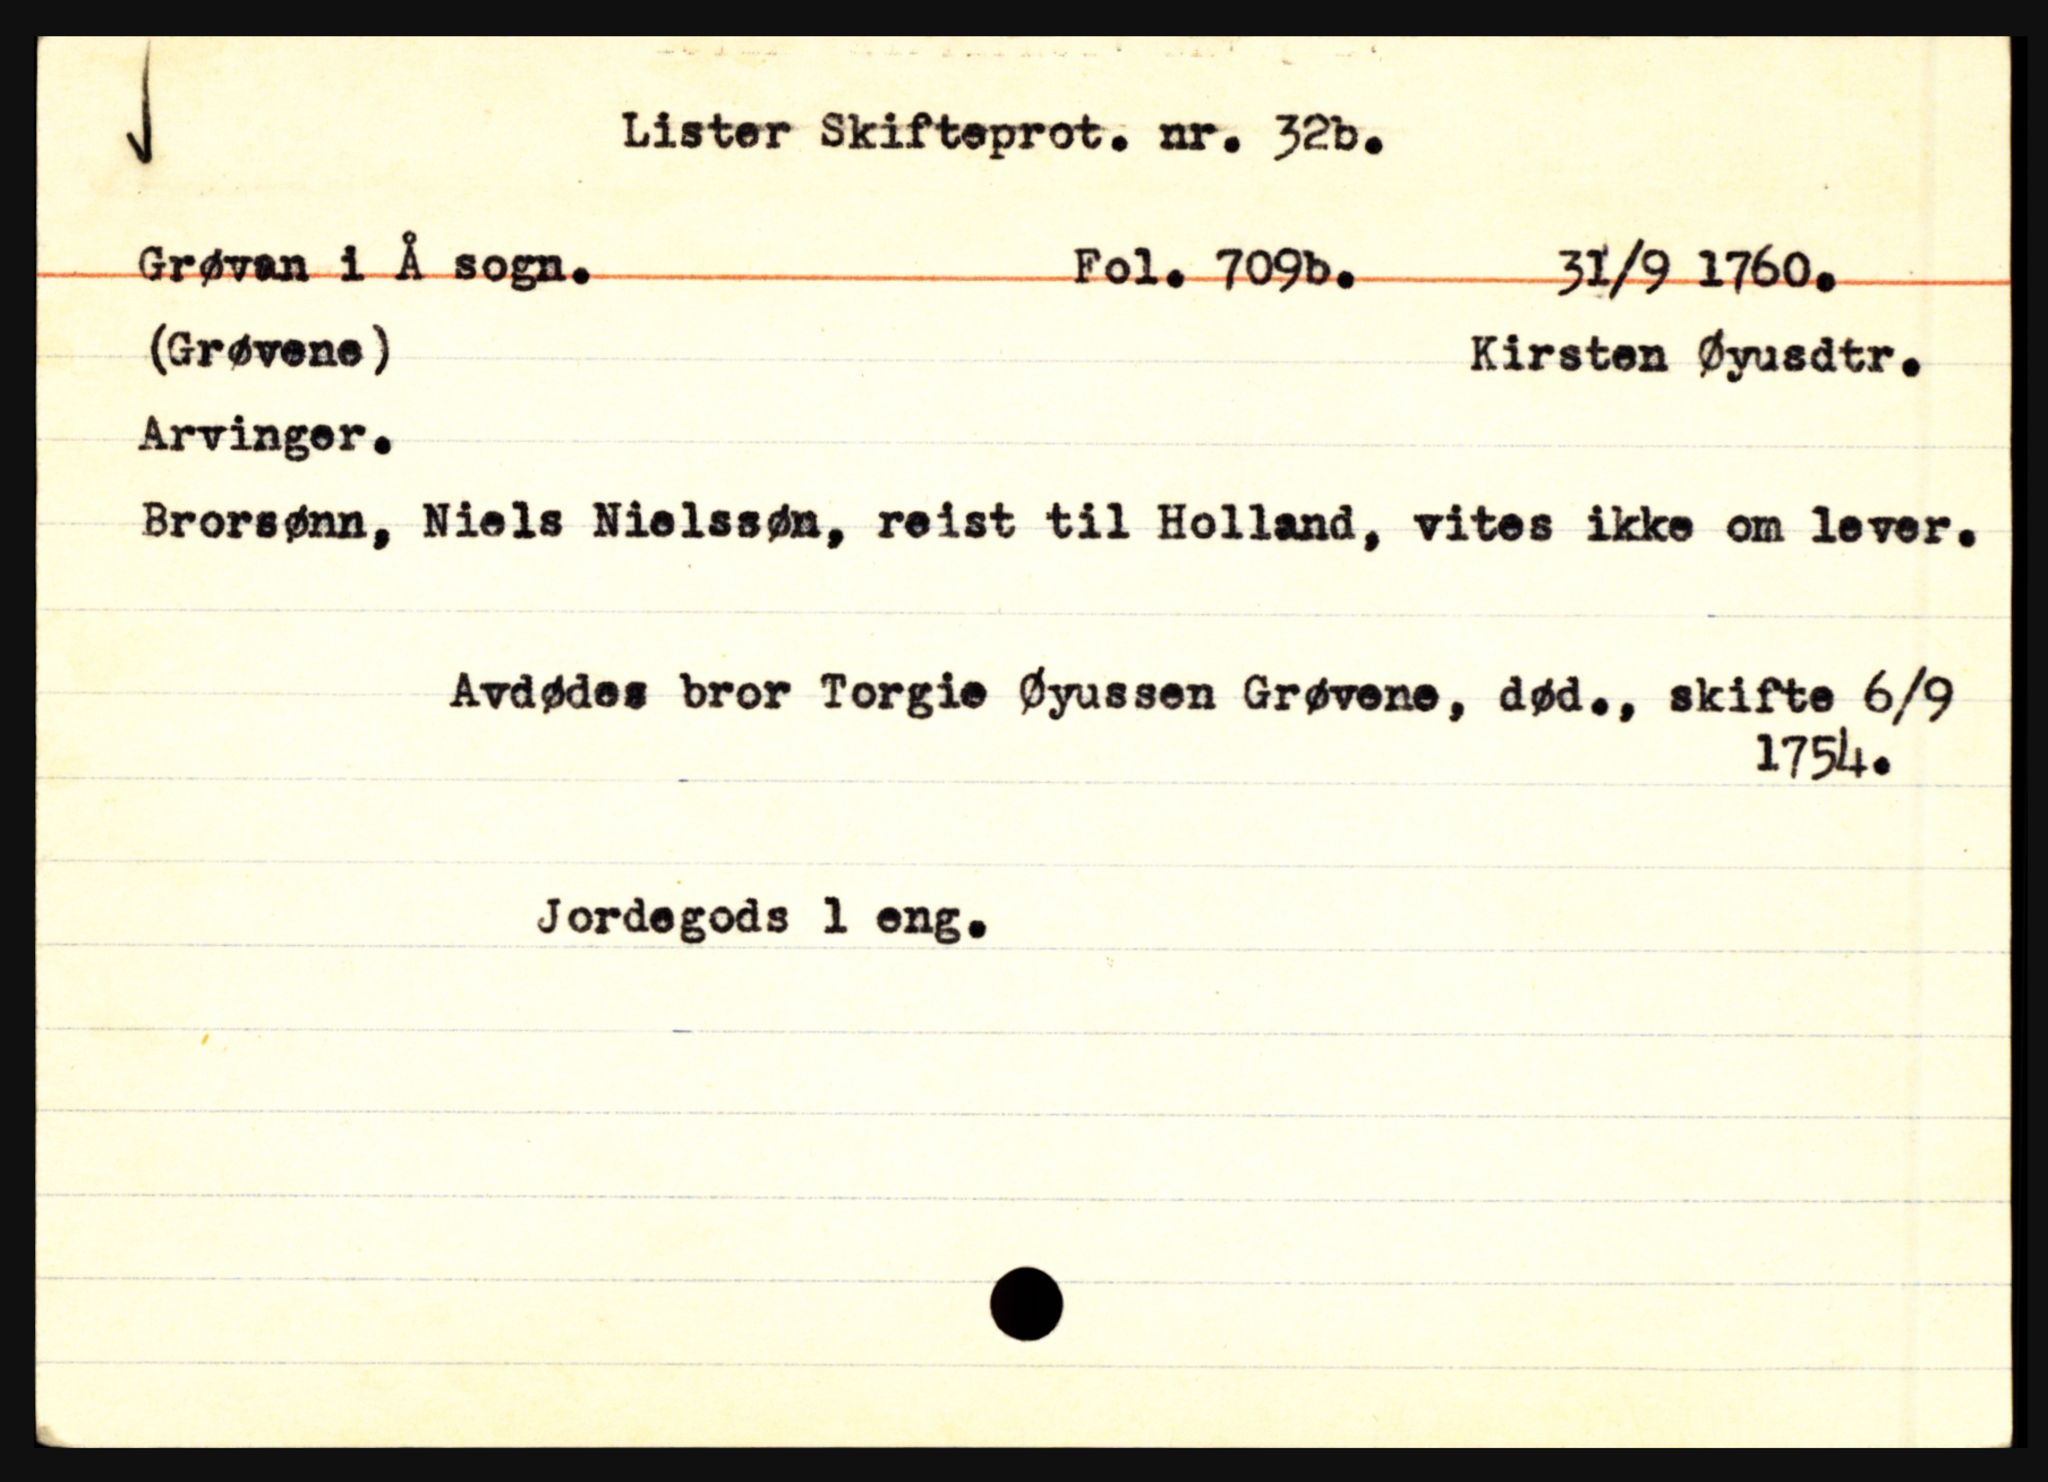 Lister Skifteprot. nr. 32b.
Grøvan i Å sogn. Fol. 709b. 31/9 1760.
(Grøvene) Kirsten Øyusdtr.
Arvinger.
Brorsønn, Niels Nielssøn, reist til Holland, vites ikke om lever.
Avdødes bror Torgie Øyussen Grøvene, død., skifte 6/9
1754.
Jordegods 1 eng.